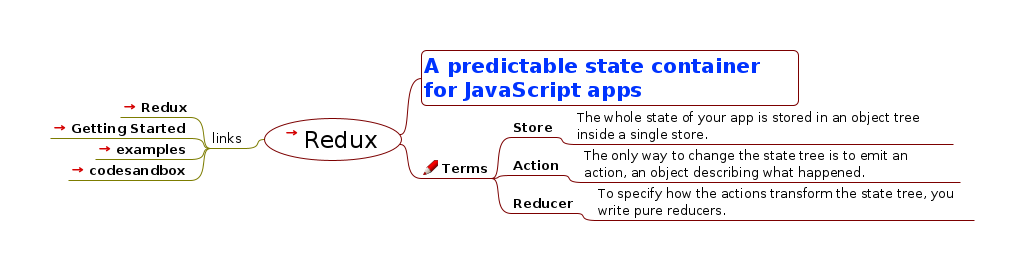 A predictable state container
for JavaScript apps
Redux
Getting Started
examples
codesandbox
links
Redux
Terms
Store
The whole state of your app is stored in an object tree
inside a single store.
Action
The only way to change the state tree is to emit an
action, an object describing what happened.
Reducer
To specify how the actions transform the state tree, you
write pure reducers.